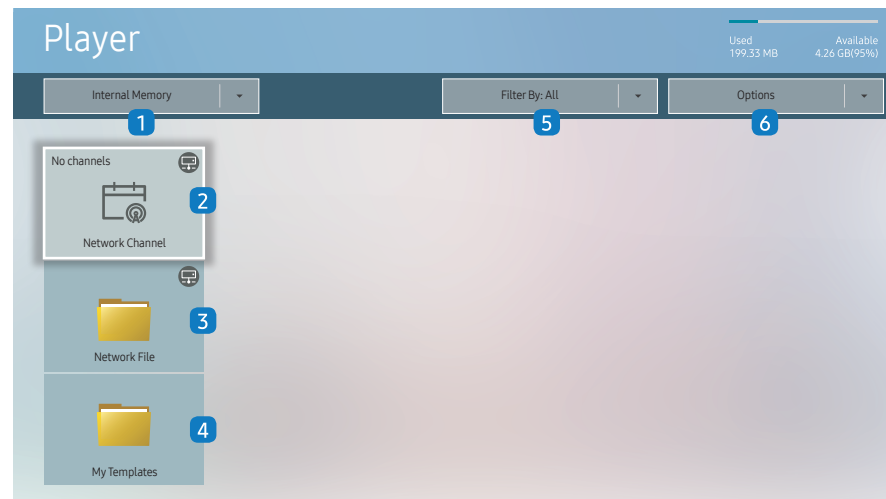 Player
Used Available
199.33 MB 4.26 GB(95%)
Internal Memory Filter By: All Options
1 5 6
No channels
2
Network Channel
3
Network File
4
My Templates